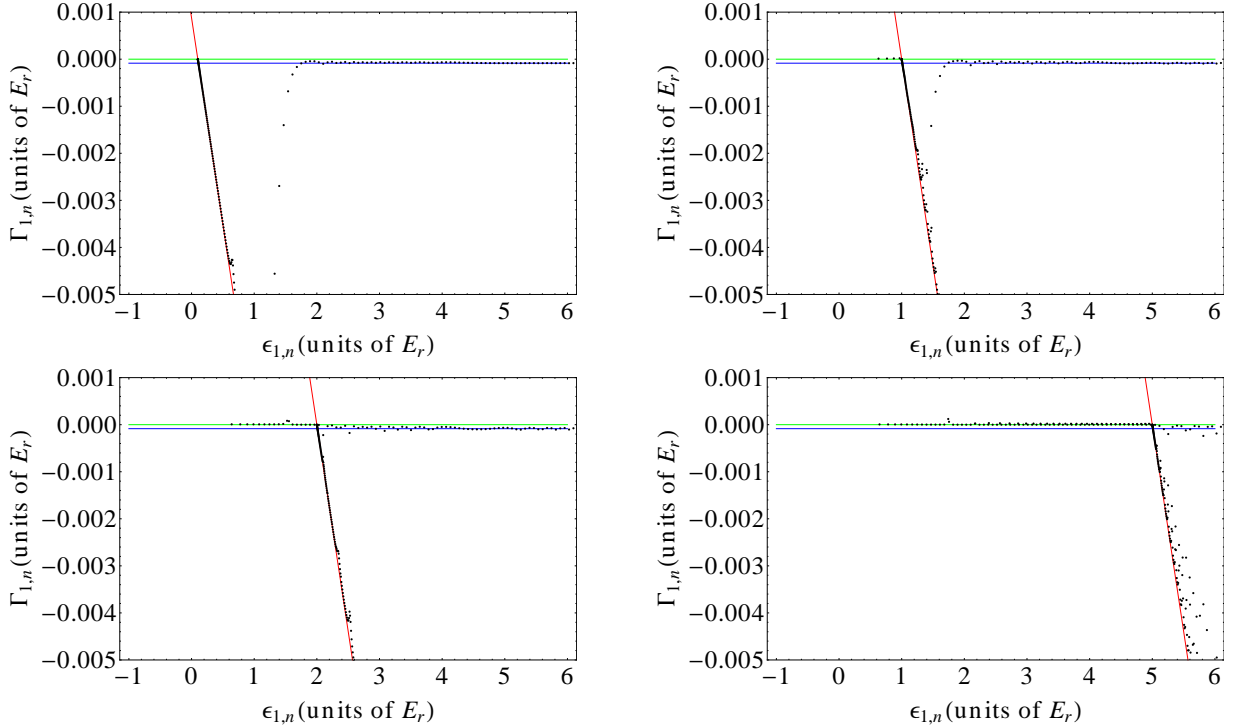 0.001
0.000
−0.001
−0.002
−0.003
−0.004
−0.005
Γ1,n(units of Er)
−1 0 1 2 3 4 5 6
ϵ1,n(units of Er)
0.001
0.000
−0.001
−0.002
−0.003
−0.004
−0.005
Γ1,n(units of Er)
−1 0 1 2 3 4 5 6
ϵ1,n(units of Er)
0.001
0.000
−0.001
−0.002
−0.003
−0.004
−0.005
Γ1,n(units of Er)
−1 0 1 2 3 4 5 6
ϵ1,n(units of Er)
0.001
0.000
−0.001
−0.002
−0.003
−0.004
−0.005
Γ1,n(units of Er)
−1 0 1 2 3 4 5 6
ϵ1,n(units of Er)